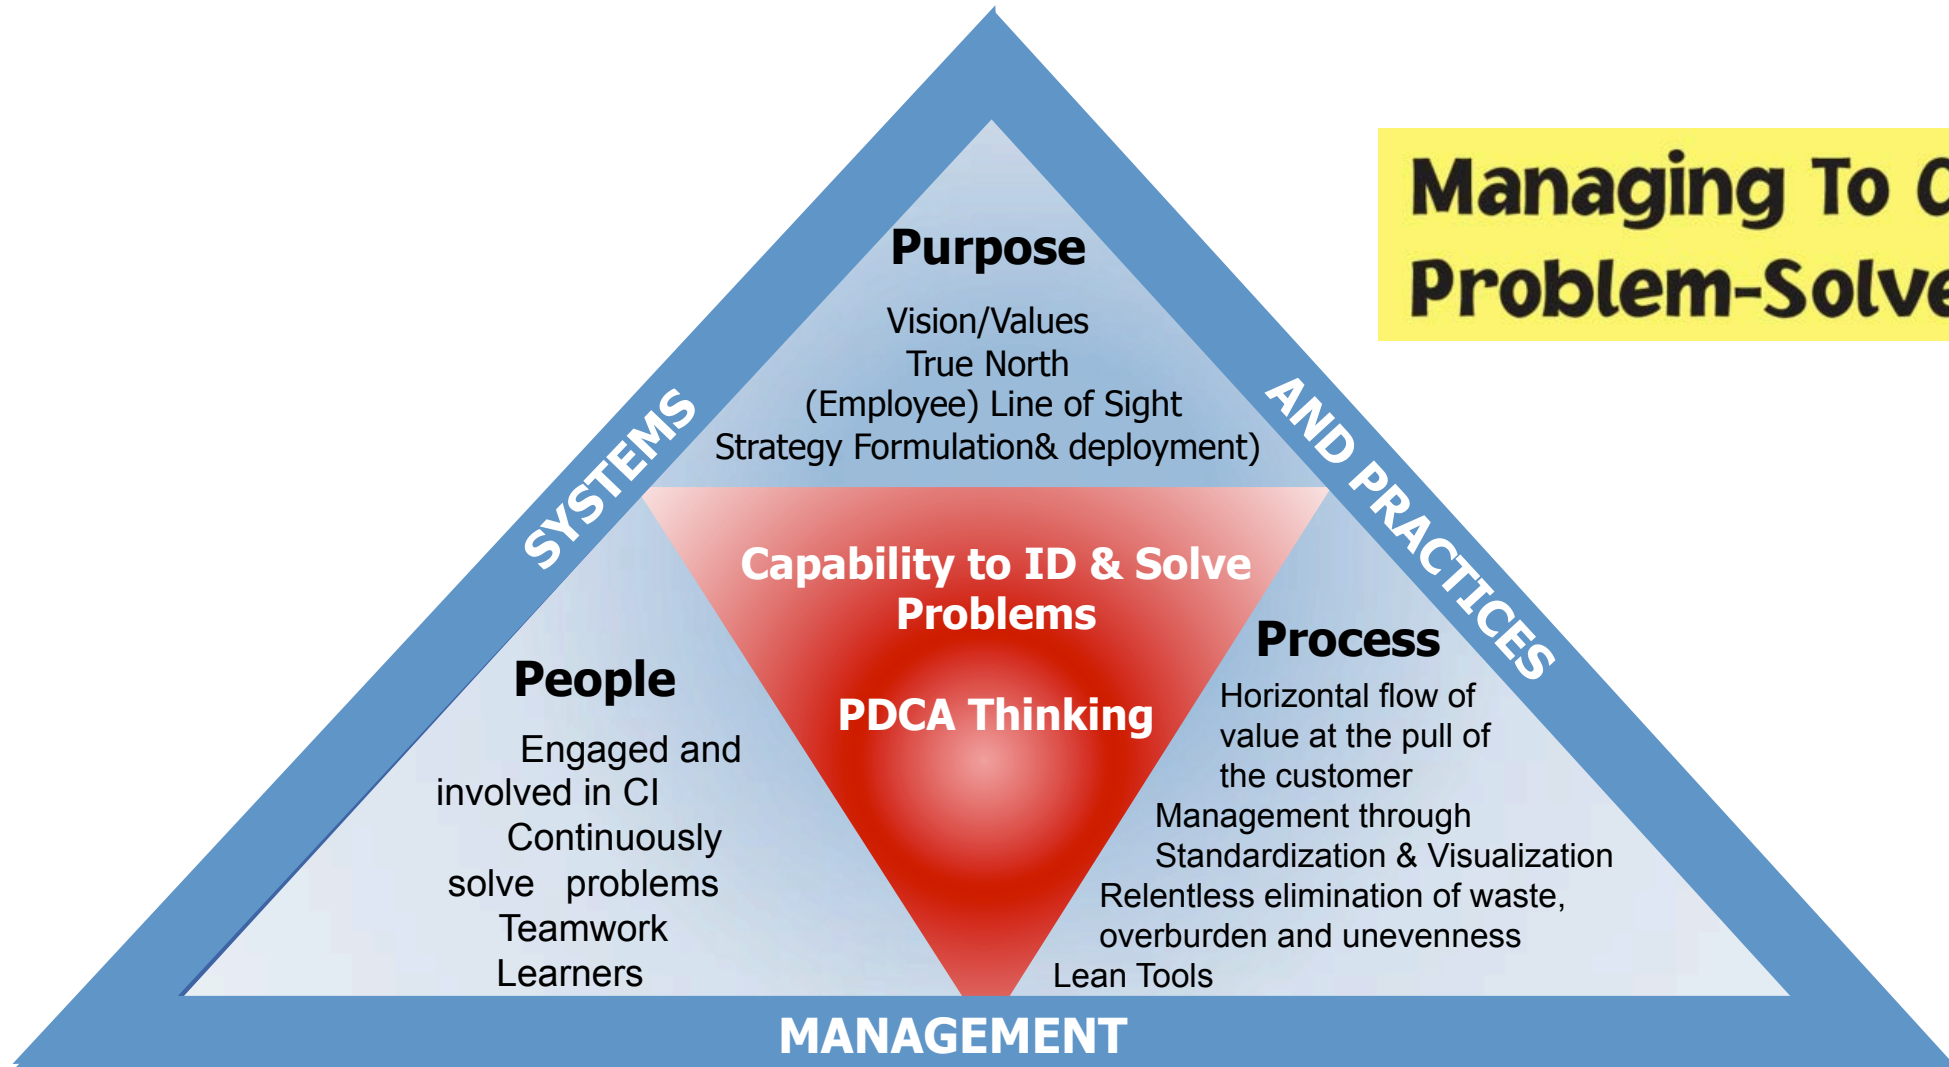 Managing To
Problem-Solve
Purpose
Vision/Values
True North
(Employee) Line of Sight
Strategy Formulation& deployment)
SYSTEMS
AND PRACTICES
Capability to ID & Solve
Problems
PDCA Thinking
People
Engaged and
involved in CI
Continuously
solve problems
Teamwork
Learners
Process
Horizontal flow of
value at the pull of
the customer
Management through
Standardization & Visualization
Relentless elimination of waste,
overburden and unevenness
Lean Tools
MANAGEMENT